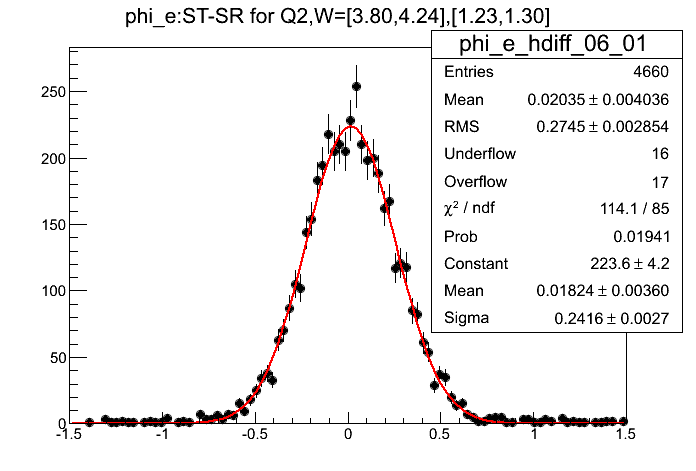 phi_e:ST-SR for Q2,W=[3.80,4.24],[1.23,1.30]
phi_e_hdiff_06_01
Entries 4660
Mean 0.02035 ± 0.004036
RMS 0.2745 ± 0.002854
Underflow 16
Overflow 17
χ² / ndf 114.1 / 85
Prob 0.01941
Constant 223.6 ± 4.2
Mean 0.01824 ± 0.00360
Sigma 0.2416 ± 0.0027
250
200
150
100
50
0
-1.5 -1 -0.5 0 0.5 1 1.5